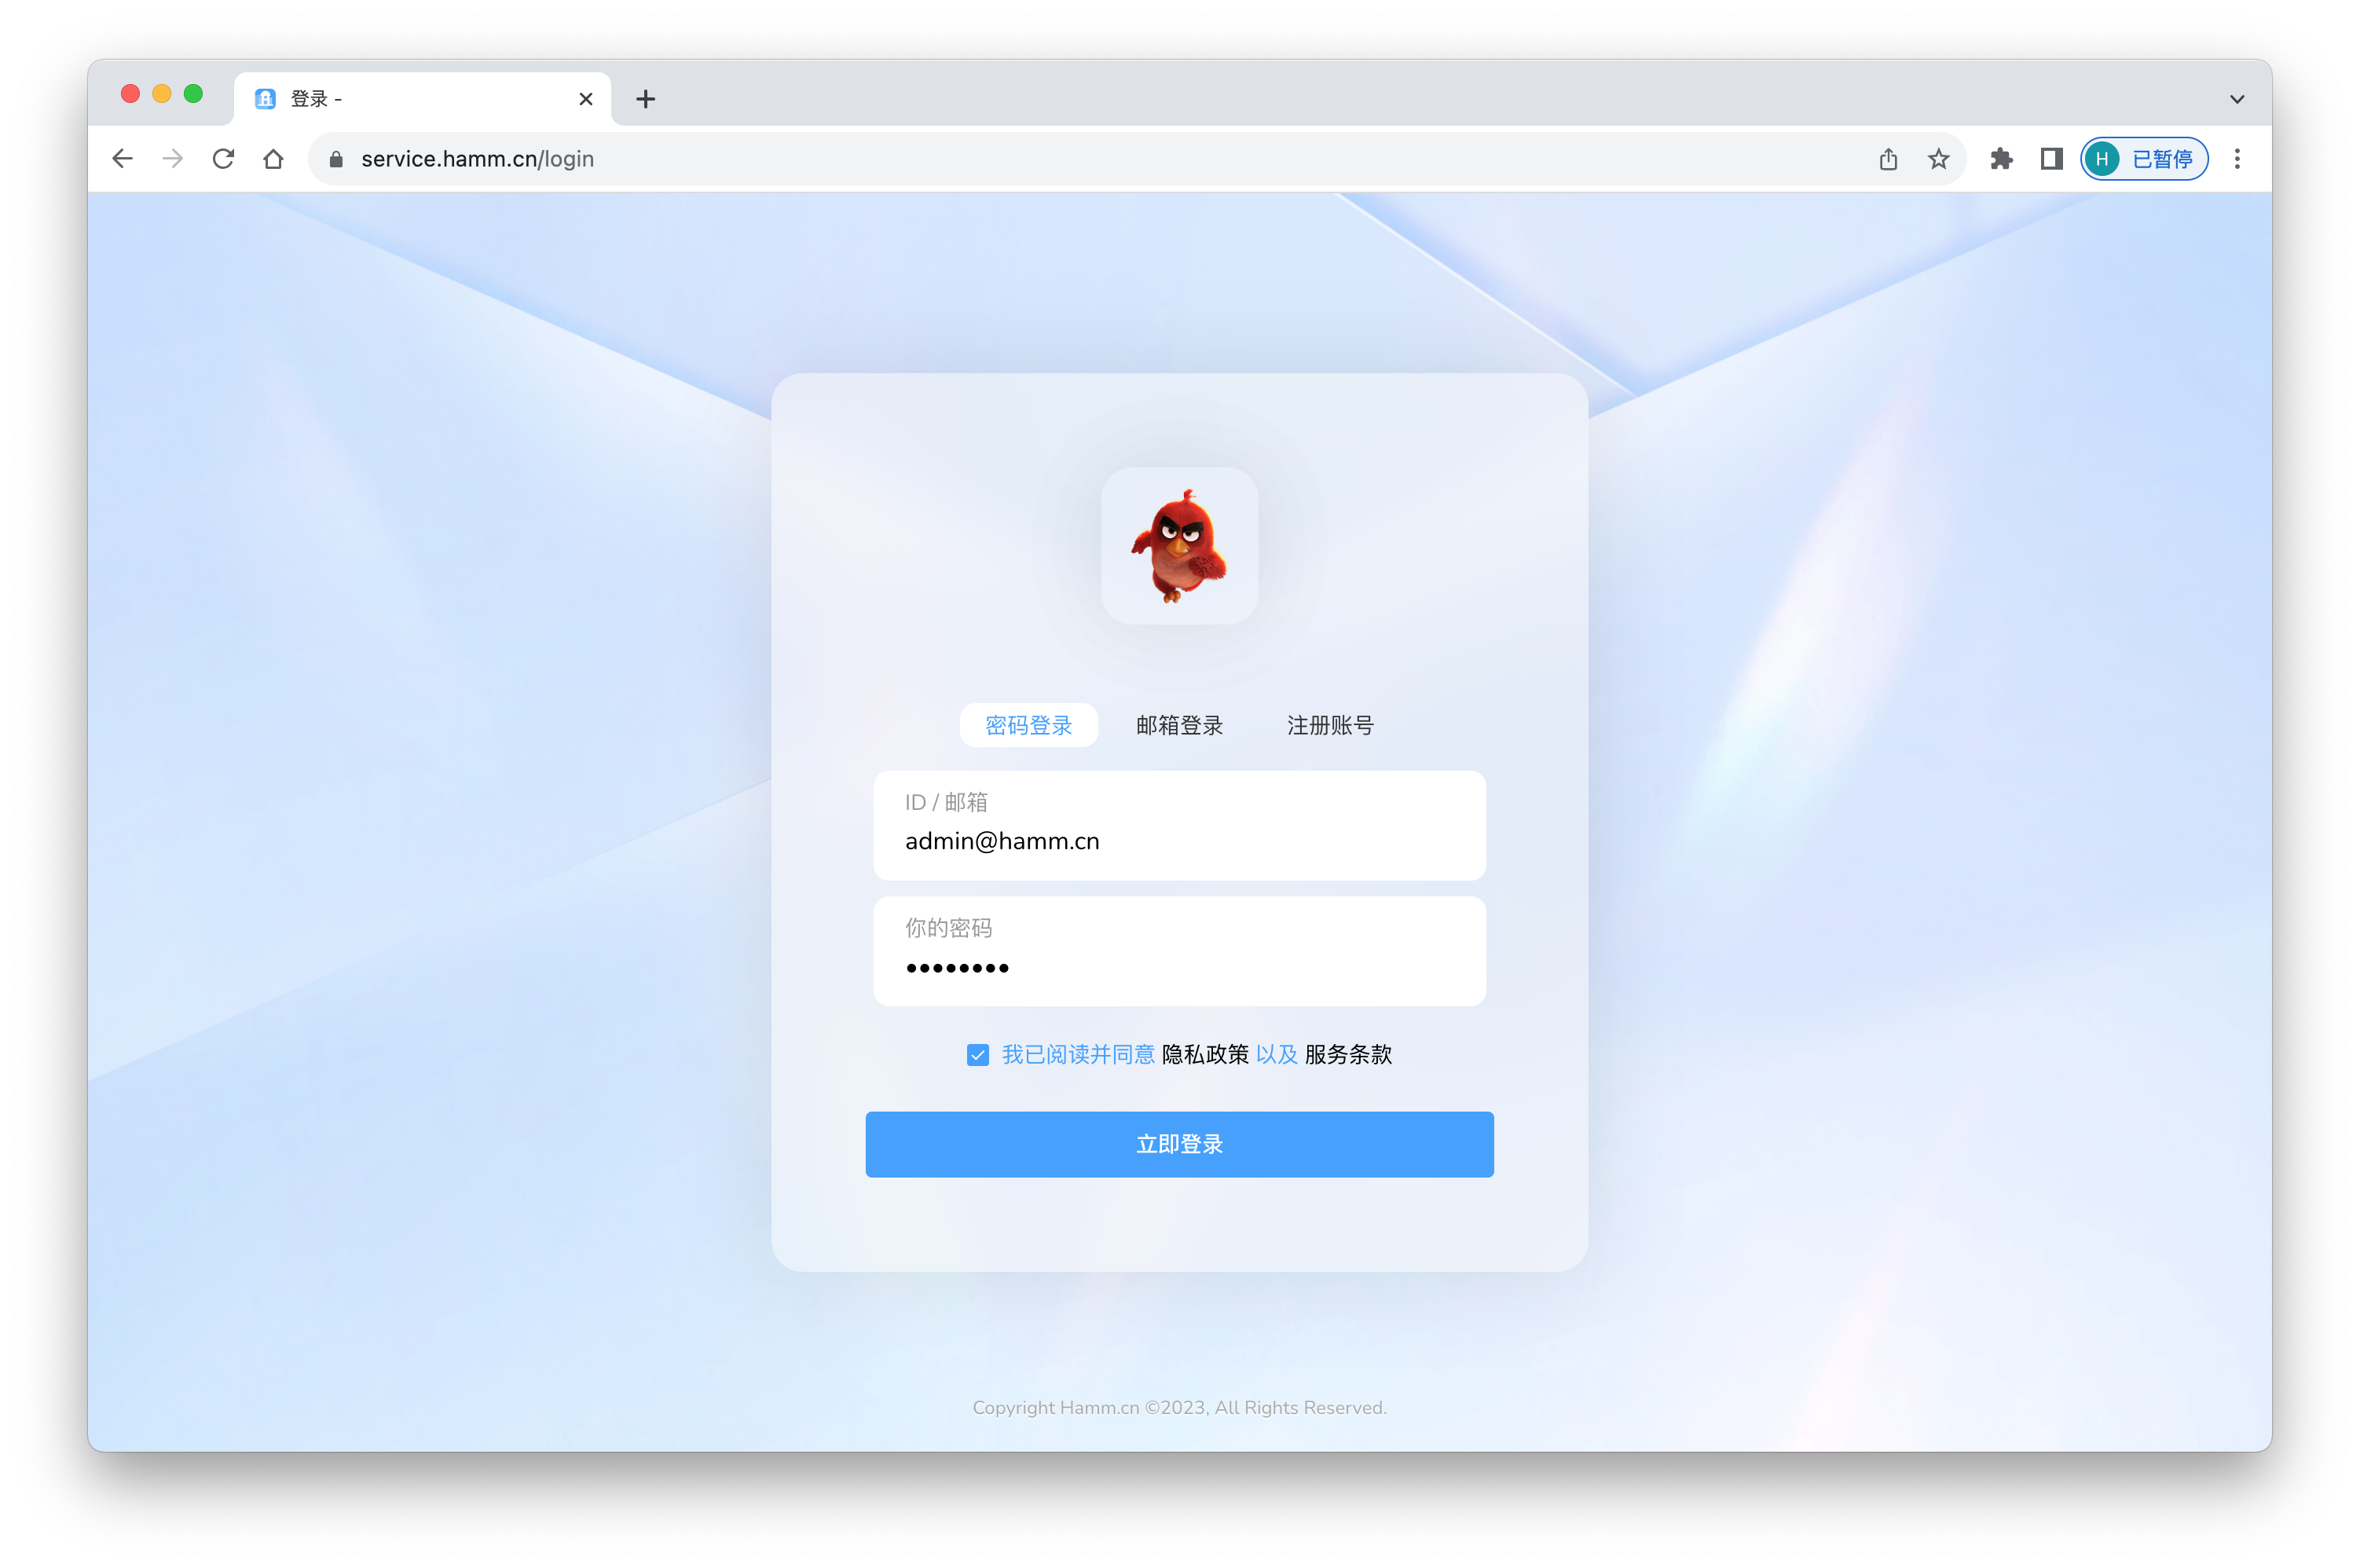 登录 -
service.hamm.cn/login
H 已暂停
密码登录 邮箱登录 注册账号
ID / 邮箱
admin@hamm.cn
你的密码
••••••••
我已阅读并同意 隐私政策 以及 服务条款
立即登录
Copyright Hamm.cn ©2023, All Rights Reserved.